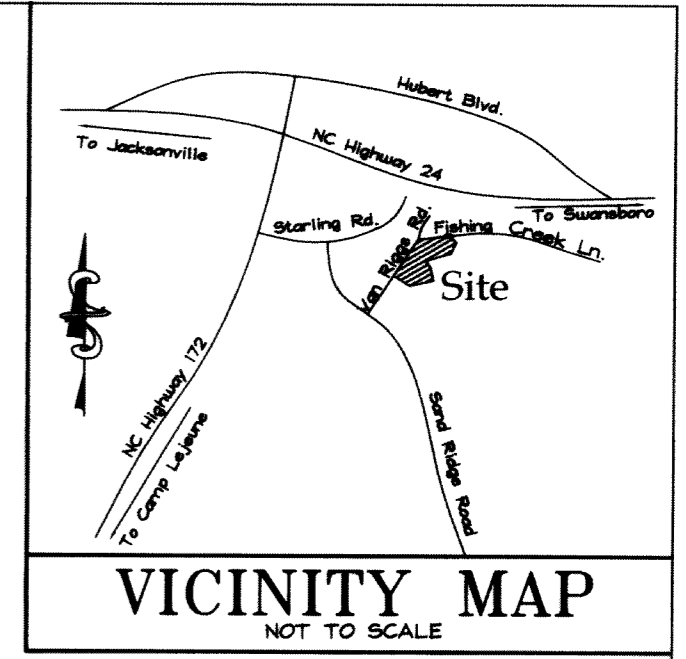 Hubert Blvd.
NC Highway 24
To Jacksonville
To Swansboro
Starling Rd.
Van Riggs Rd.
Fishing Creek Ln.
Site
NC Highway 172
To Camp Lejeune
Sand Ridge Road
VICINITY MAP
NOT TO SCALE